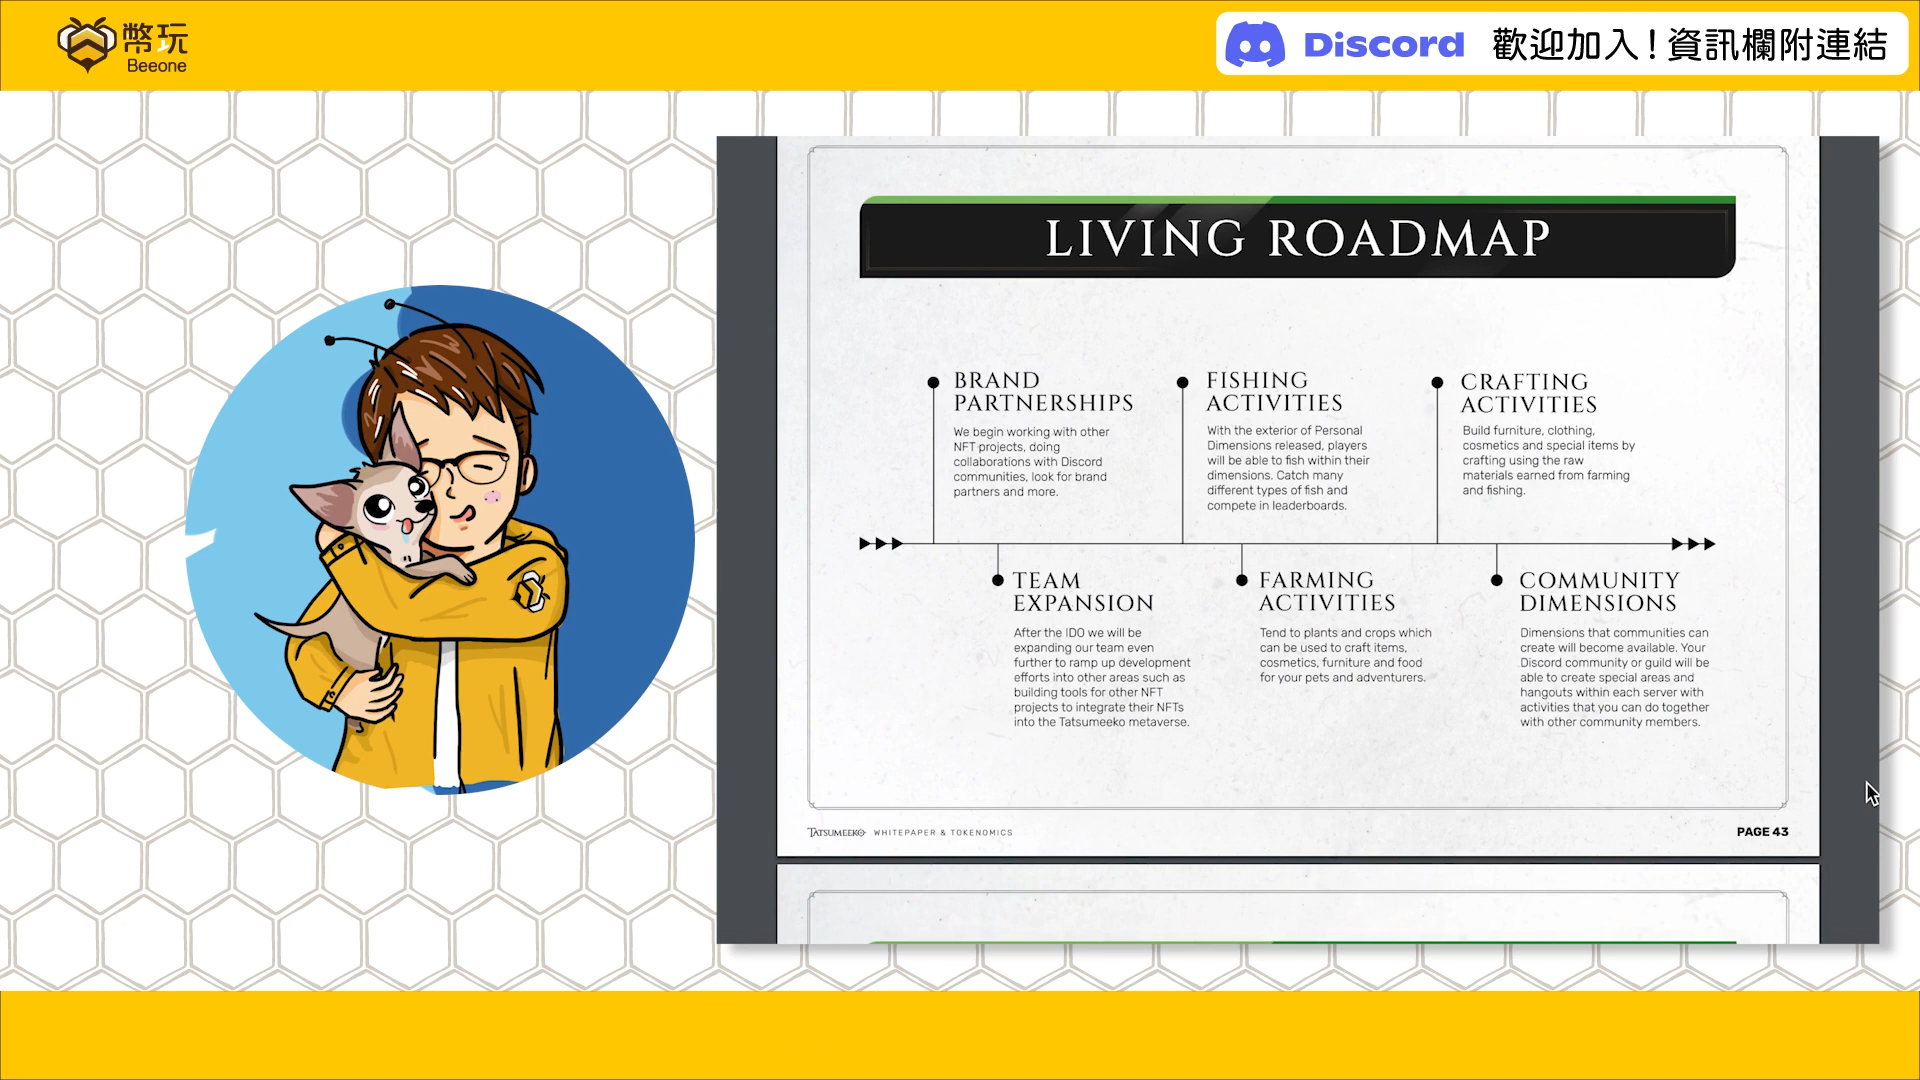 幣玩
Beeone
Discord 歡迎加入!資訊欄附連結
LIVING ROADMAP
BRAND
PARTNERSHIPS
We begin working with other
NFT projects, doing
collaborations with Discord
communities, look for brand
partners and more.
FISHING
ACTIVITIES
With the exterior of Personal
Dimensions released, players
will be able to fish within their
dimensions. Catch many
different types of fish and
compete in leaderboards.
CRAFTING
ACTIVITIES
Build furniture, clothing,
cosmetics and special items by
crafting using the raw
materials earned from farming
and fishing.
TEAM
EXPANSION
After the IDO we will be
expanding our team even
further to ramp up development
efforts into other areas such as
building tools for other NFT
projects to integrate their NFTs
into the Tatsumeeko metaverse.
FARMING
ACTIVITIES
Tend to plants and crops which
can be used to craft items,
cosmetics, furniture and food
for your pets and adventurers.
COMMUNITY
DIMENSIONS
Dimensions that communities can
create will become available. Your
Discord community or guild will be
able to create special areas and
hangouts within each server with
activities that you can do together
with other community members.
TATSUMEEKO WHITEPAPER & TOKENOMICS
PAGE 43